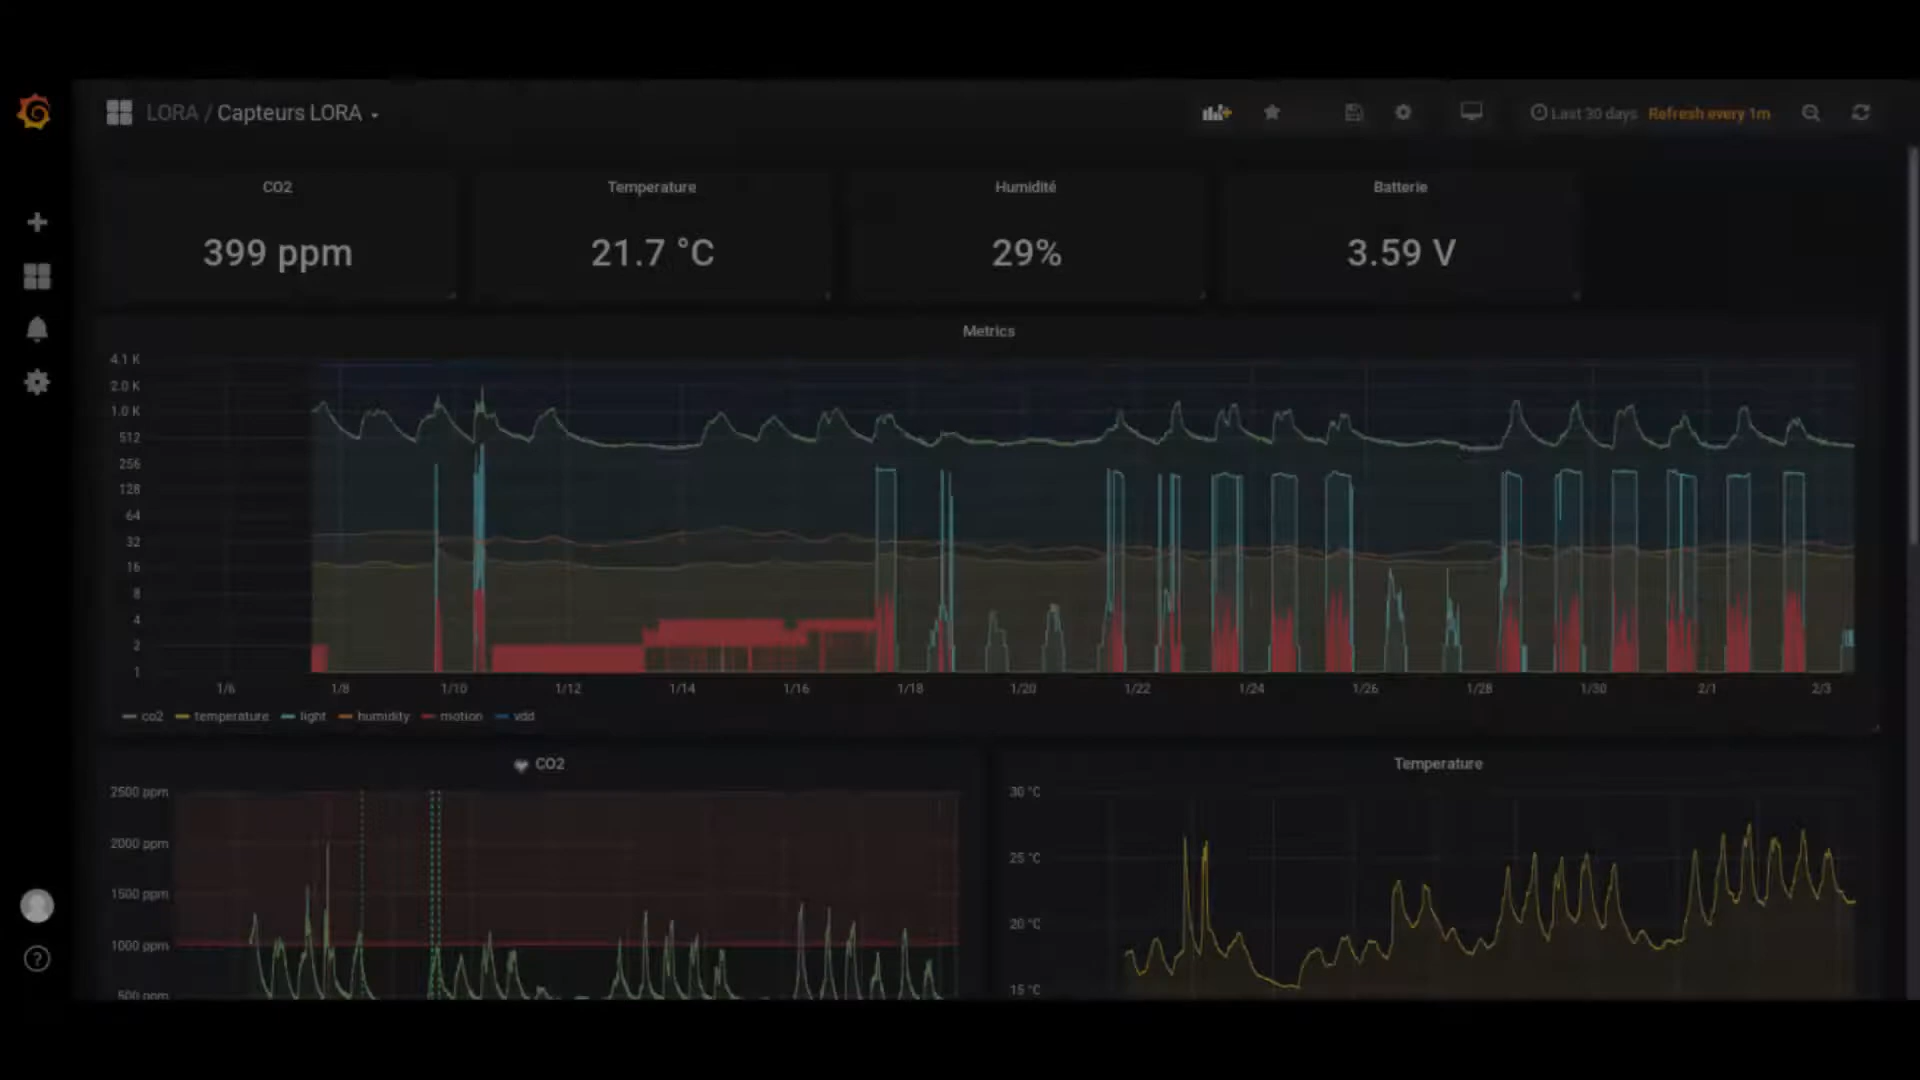 LORA / Capteurs LORA
Last 30 days Refresh every 1m
CO2 Temperature Humidité Batterie
399 ppm 21.7 °C 29% 3.59 V
Metrics
4.1 K
2.0 K
1.0 K
512
256
128
64
32
16
8
4
2
1
1/6 1/8 1/10 1/12 1/14 1/16 1/18 1/20 1/22 1/24 1/26 1/28 1/30 2/1 2/3
co2 temperature light humidity motion vdd
CO2
2500 ppm
2000 ppm
1500 ppm
1000 ppm
500 ppm
Temperature
30 °C
25 °C
20 °C
15 °C